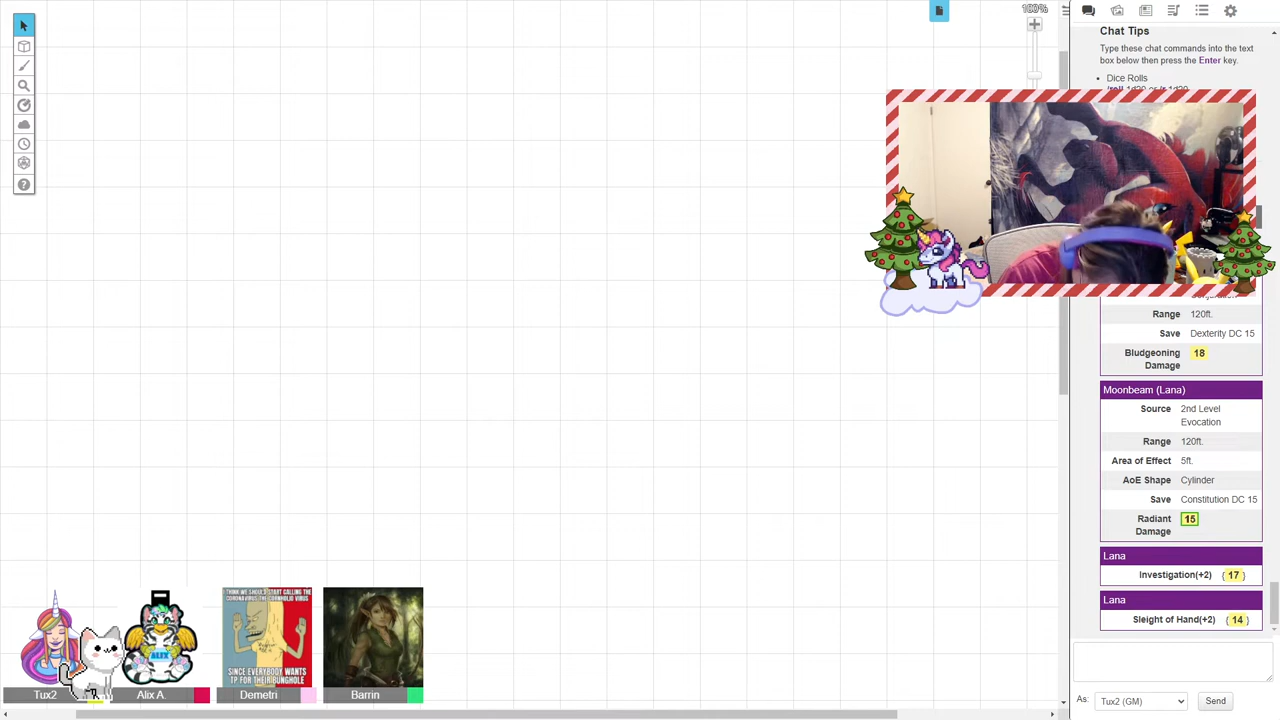 100%
Chat Tips
Type these chat commands into the text
box below then press the Enter key.
Dice Rolls
Range 120ft.
Save Dexterity DC 15
Bludgeoning 18
Damage
Moonbeam (Lana)
Source 2nd Level
Evocation
Range 120ft.
Area of Effect 5ft.
AoE Shape Cylinder
Save Constitution DC 15
Radiant 15
Damage
Lana
Investigation(+2) (17)
Lana
Sleight of Hand(+2) (14)
I THINK WE SHOULD START CALLING THE
CORONAVIRUS THE CORNHOLIO VIRUS
SINCE EVERYBODY WANTS
TP FOR THEIR BUNGHOLE
ALIX
Tux2
Alix A.
Demetri
Barrin
As: Tux2 (GM) Send